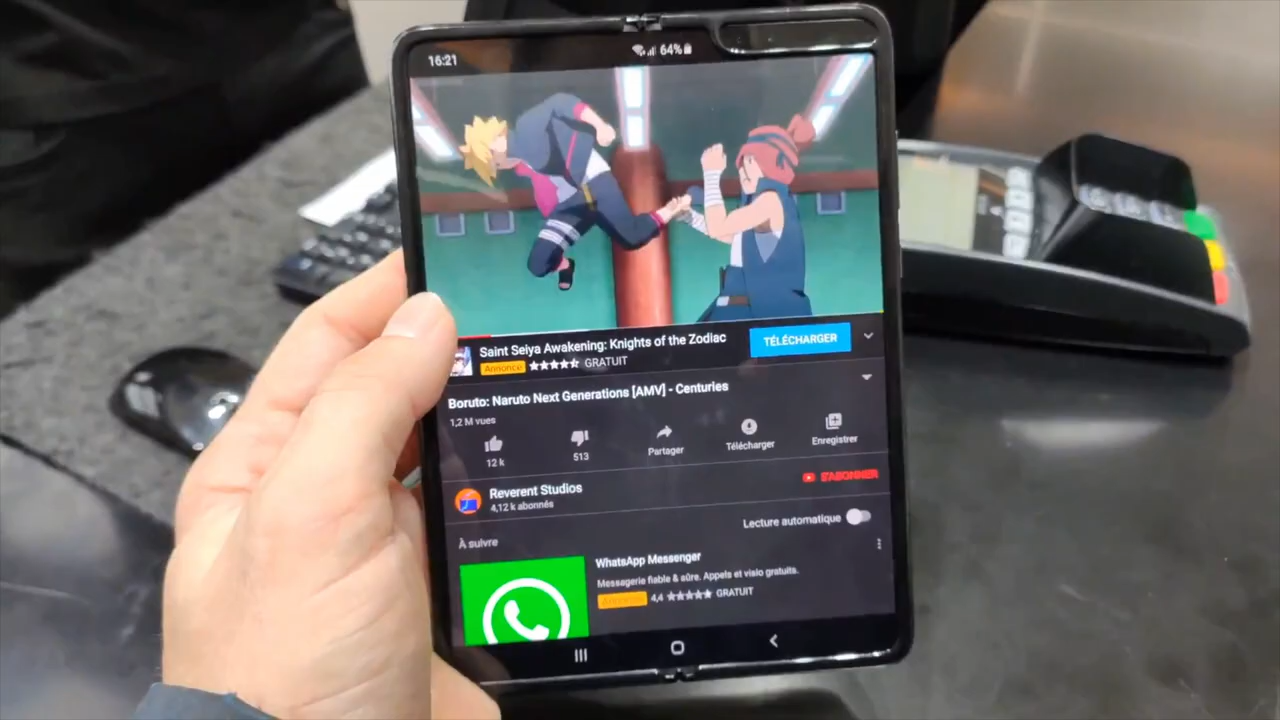 16:21
64%
Saint Seiya Awakening: Knights of the Zodiac
Annonce
GRATUIT
TÉLÉCHARGER
Boruto: Naruto Next Generations [AMV] - Centuries
1,2 M vues
12 k
513
Partager
Télécharger
Enregistrer
Reverent Studios
4,12 k abonnés
S'ABONNER
Lecture automatique
À suivre
WhatsApp Messenger
Messagerie fiable & sûre. Appels et visio gratuits.
Annonce
4,4
GRATUIT